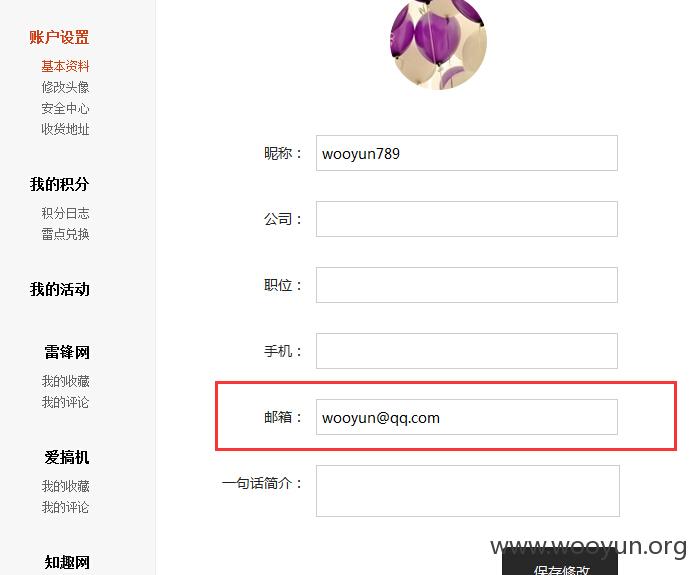 账户设置
基本资料
修改头像
安全中心
收货地址
我的积分
积分日志
雷点兑换
我的活动
雷锋网
我的收藏
我的评论
爱搞机
我的收藏
我的评论
知趣网
昵称：
wooyun789
公司：
职位：
手机：
邮箱：
wooyun@qq.com
一句话简介：
www.wooyun.org
保存修改